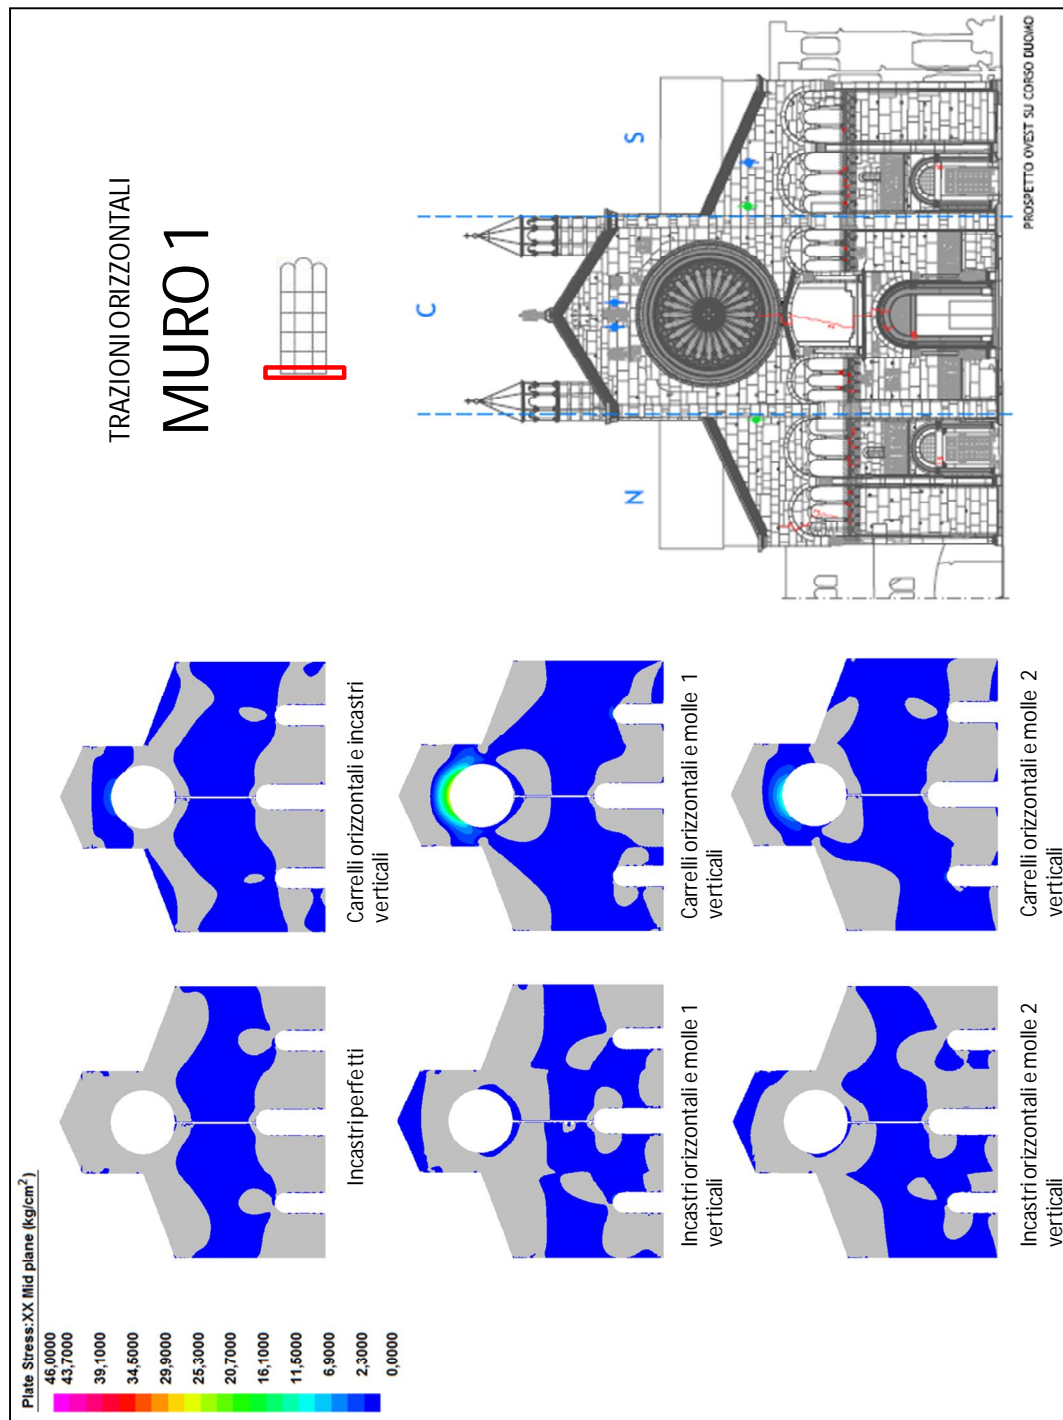 Plate Stress:XX Mid plane (kg/cm²)
46,0000
43,7000
39,1000
34,5000
29,9000
25,3000
20,7000
16,1000
11,5000
6,9000
2,3000
0,0000
Incastri perfetti
Carrelli orizzontali e incastri
verticali
Incastri orizzontali e molle 1
verticali
Carrelli orizzontali e molle 1
verticali
Incastri orizzontali e molle 2
verticali
Carrelli orizzontali e molle 2
verticali
TRAZIONI ORIZZONTALI
MURO 1
N
C
S
PROSPETTO OVEST SU CORSO DUOMO